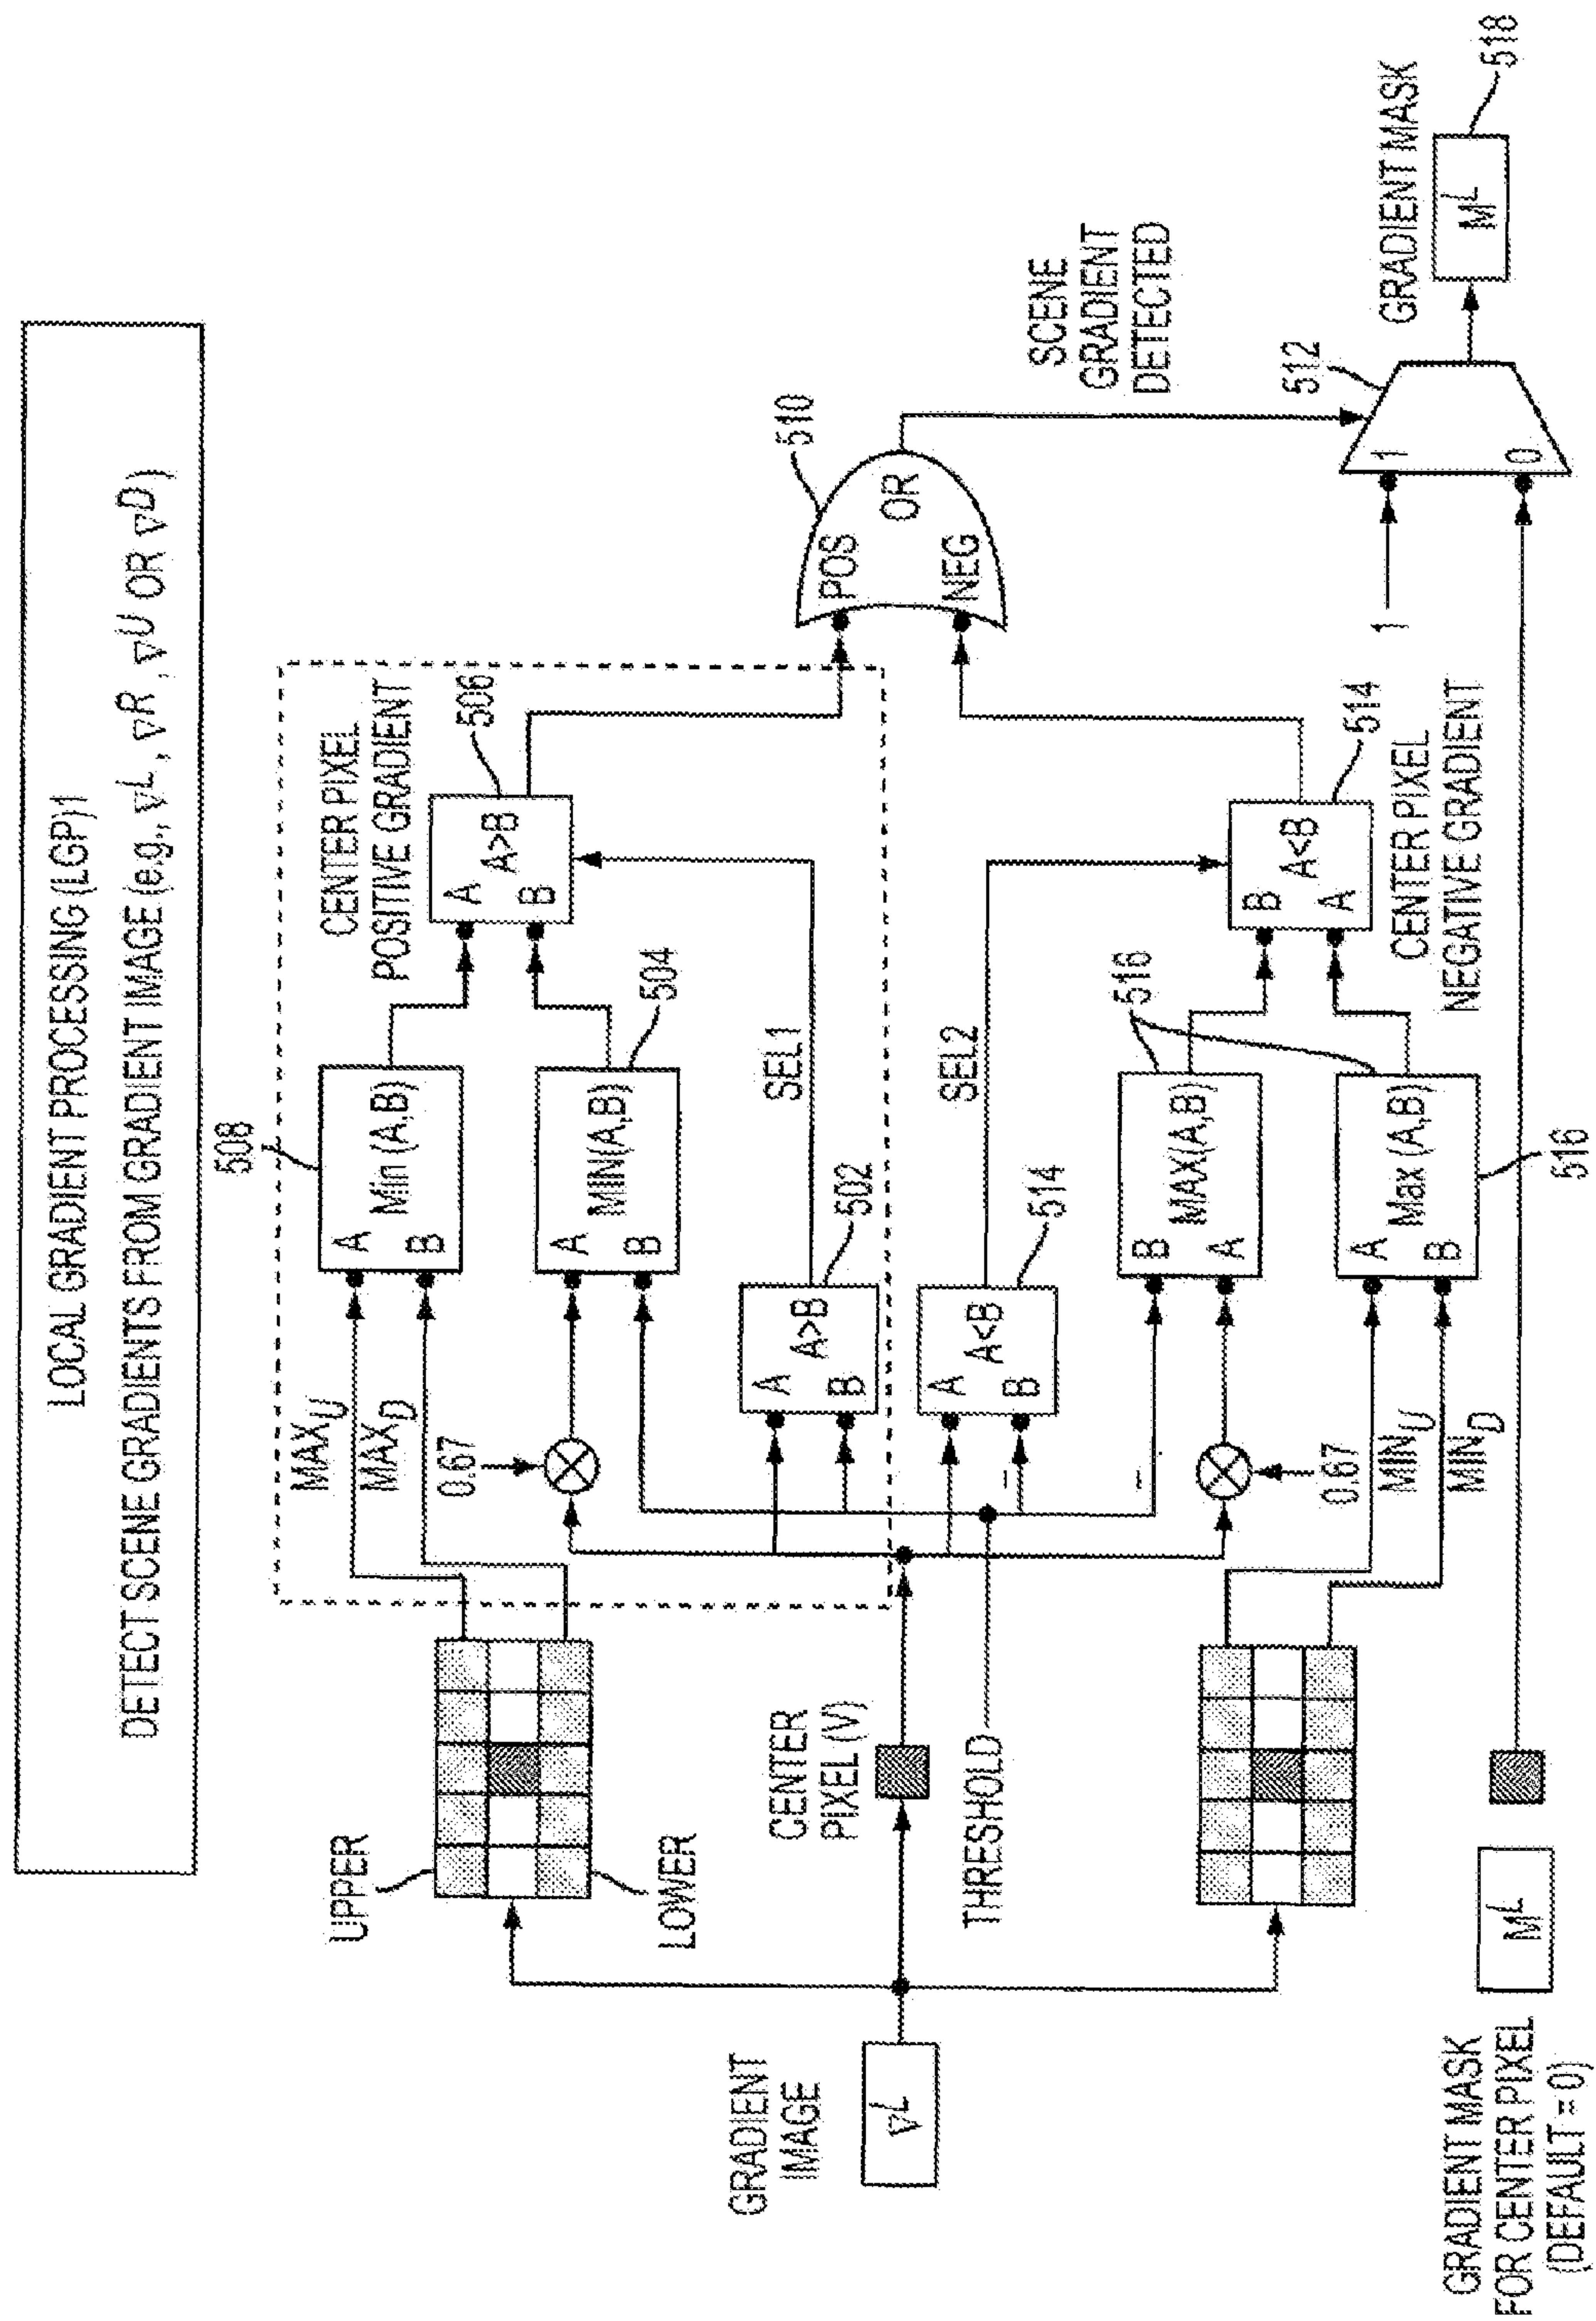 LOCAL GRADIENT PROCESSING (LGP)1
DETECT SCENE GRADIENTS FROM GRADIENT IMAGE (e.g., ∇L, ∇R, ∇U OR ∇D)
GRADIENT
IMAGE
∇L
UPPER
LOWER
CENTER
PIXEL (V)
THRESHOLD
MAXU
MAXD
0.67
508
A
B
Min (A,B)
A
B
MIN(A,B)
504
A
B
A>B
502
SEL1
CENTER PIXEL
POSITIVE GRADIENT
A
B
A>B
506
A
B
A<B
514
SEL2
B
A
MAX(A,B)
516
A
B
Max (A,B)
516
0.67
MINU
MIND
B
A
A<B
514
CENTER PIXEL
NEGATIVE GRADIENT
POS
NEG
OR
510
SCENE
GRADIENT
DETECTED
1
1
0
512
GRADIENT MASK
ML
518
GRADIENT MASK
FOR CENTER PIXEL
(DEFAULT = 0)
ML